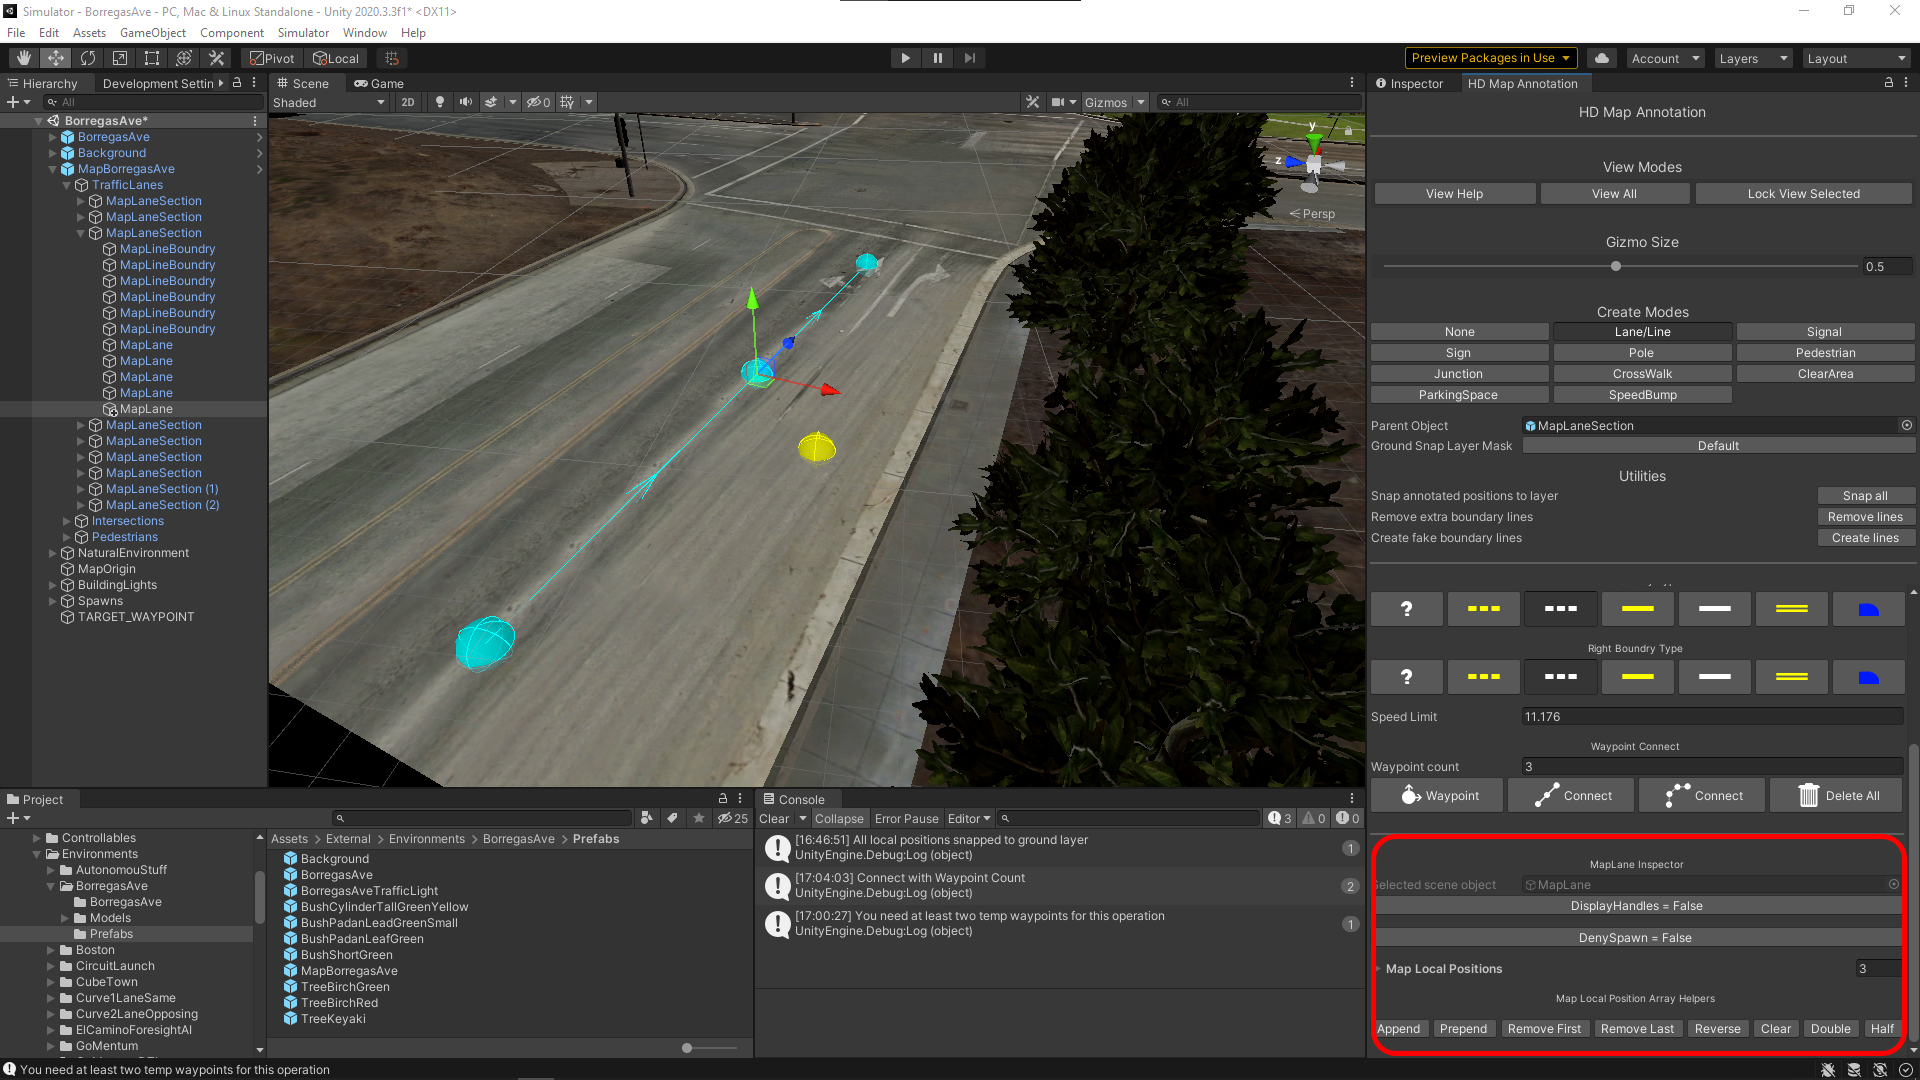 Simulator - BorregasAve - PC, Mac & Linux Standalone - Unity 2020.3.3f1* <DX11>
File Edit Assets GameObject Component Simulator Window Help
Pivot Local Preview Packages in Use Account Layers Layout
Hierarchy Development Settin
All
BorregasAve*
BorregasAve
Background
MapBorregasAve
TrafficLanes
MapLaneSection
MapLaneSection
MapLaneSection
MapLineBoundry
MapLineBoundry
MapLineBoundry
MapLineBoundry
MapLineBoundry
MapLineBoundry
MapLane
MapLane
MapLane
MapLane
MapLane
MapLaneSection
MapLaneSection
MapLaneSection
MapLaneSection
MapLaneSection (1)
MapLaneSection (2)
Intersections
Pedestrians
NaturalEnvironment
MapOrigin
BuildingLights
Spawns
TARGET_WAYPOINT
Scene Game
Shaded 2D 0 Gizmos All
y
z
Persp
Inspector HD Map Annotation
HD Map Annotation
View Modes
View Help View All Lock View Selected
Gizmo Size
0.5
Create Modes
None Lane/Line Signal
Sign Pole Pedestrian
Junction CrossWalk ClearArea
ParkingSpace SpeedBump
Parent Object MapLaneSection
Ground Snap Layer Mask Default
Utilities
Snap annotated positions to layer Snap all
Remove extra boundary lines Remove lines
Create fake boundary lines Create lines
?
Right Boundry Type
?
Speed Limit 11.176
Waypoint Connect
Waypoint count 3
Waypoint Connect Connect Delete All
MapLane Inspector
Selected scene object MapLane
DisplayHandles = False
DenySpawn = False
Map Local Positions 3
Map Local Position Array Helpers
Append Prepend Remove First Remove Last Reverse Clear Double Half
Project
25
Controllables
Environments
AutonomouStuff
BorregasAve
BorregasAve
Models
Prefabs
Boston
CircuitLaunch
CubeTown
Curve1LaneSame
Curve2LaneOpposing
ElCaminoForesightAI
GoMentum
Assets External Environments BorregasAve Prefabs
Background
BorregasAve
BorregasAveTrafficLight
BushCylinderTallGreenYellow
BushPadanLeadGreenSmall
BushPadanLeafGreen
BushShortGreen
MapBorregasAve
TreeBirchGreen
TreeBirchRed
TreeKeyaki
Console
Clear Collapse Error Pause Editor 3 0 0
[16:46:51] All local positions snapped to ground layer
UnityEngine.Debug:Log (object)
1
[17:04:03] Connect with Waypoint Count
UnityEngine.Debug:Log (object)
2
[17:00:27] You need at least two temp waypoints for this operation
UnityEngine.Debug:Log (object)
1
You need at least two temp waypoints for this operation